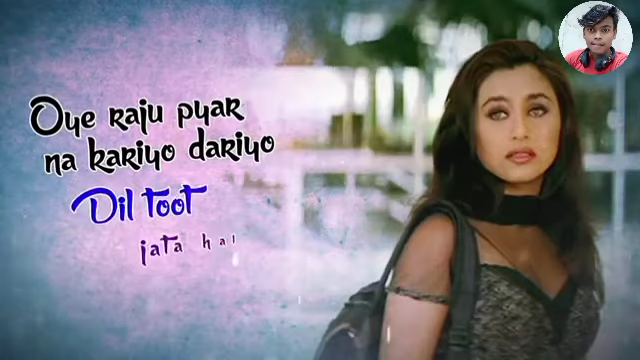 Oye raju pyar
na kariyo dariyo
Dil toot
jata hai